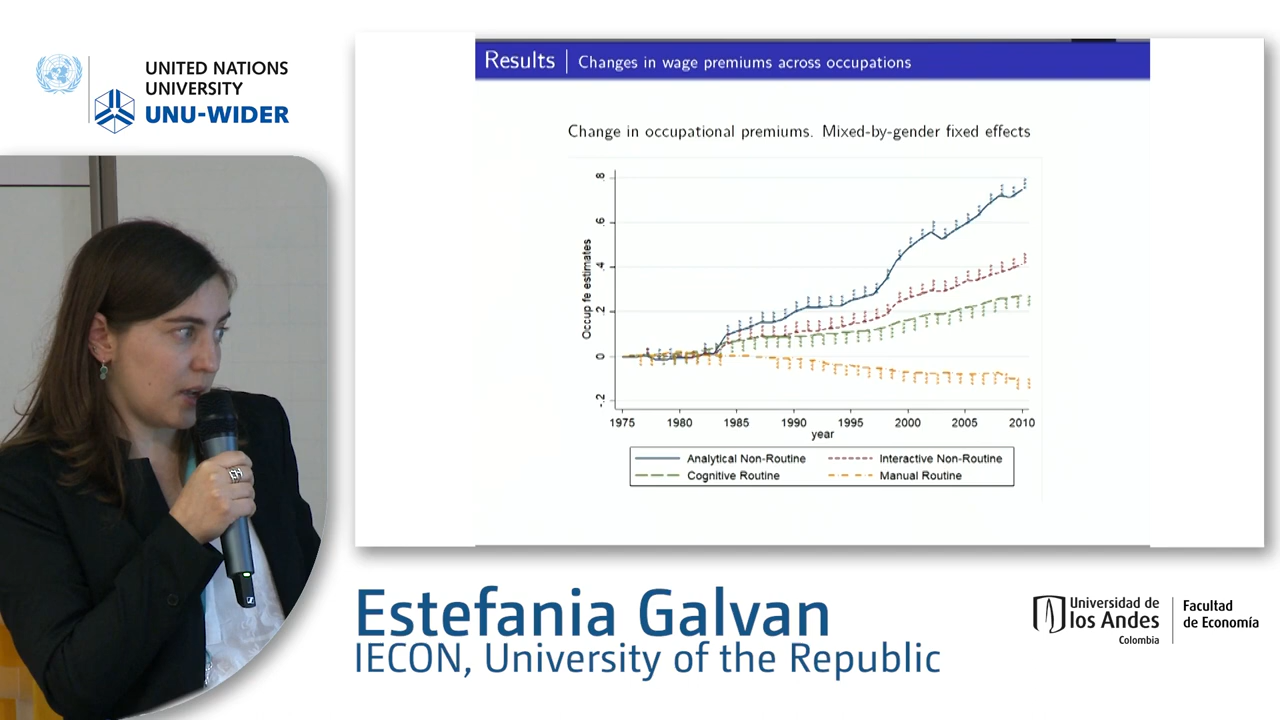 UNITED NATIONS
UNIVERSITY
UNU-WIDER
Results | Changes in wage premiums across occupations
Change in occupational premiums. Mixed-by-gender fixed effects
Occup fe estimates
.8
.6
.4
.2
0
-.2
1975 1980 1985 1990 1995 2000 2005 2010
year
Analytical Non-Routine Interactive Non-Routine
Cognitive Routine Manual Routine
Estefania Galvan
IECON, University of the Republic
Universidad de
los Andes
Colombia
Facultad
de Economía